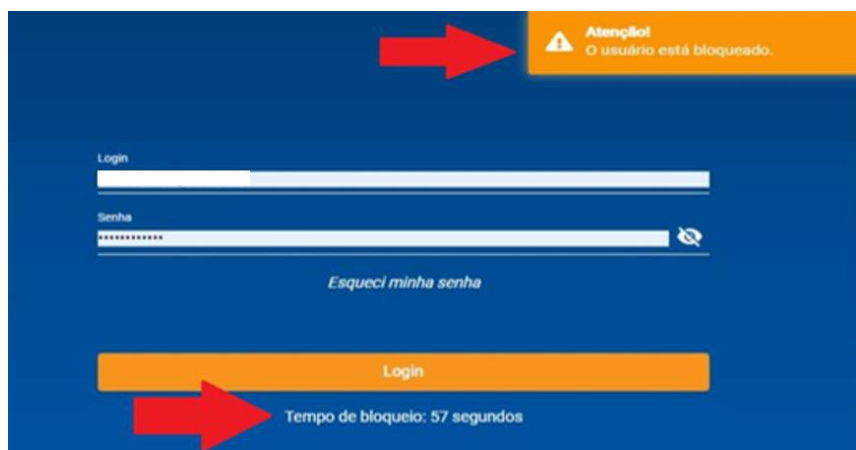 Atenção!
O usuário está bloqueado.
Login
Senha
••••••••••••
Esqueci minha senha
Login
Tempo de bloqueio: 57 segundos